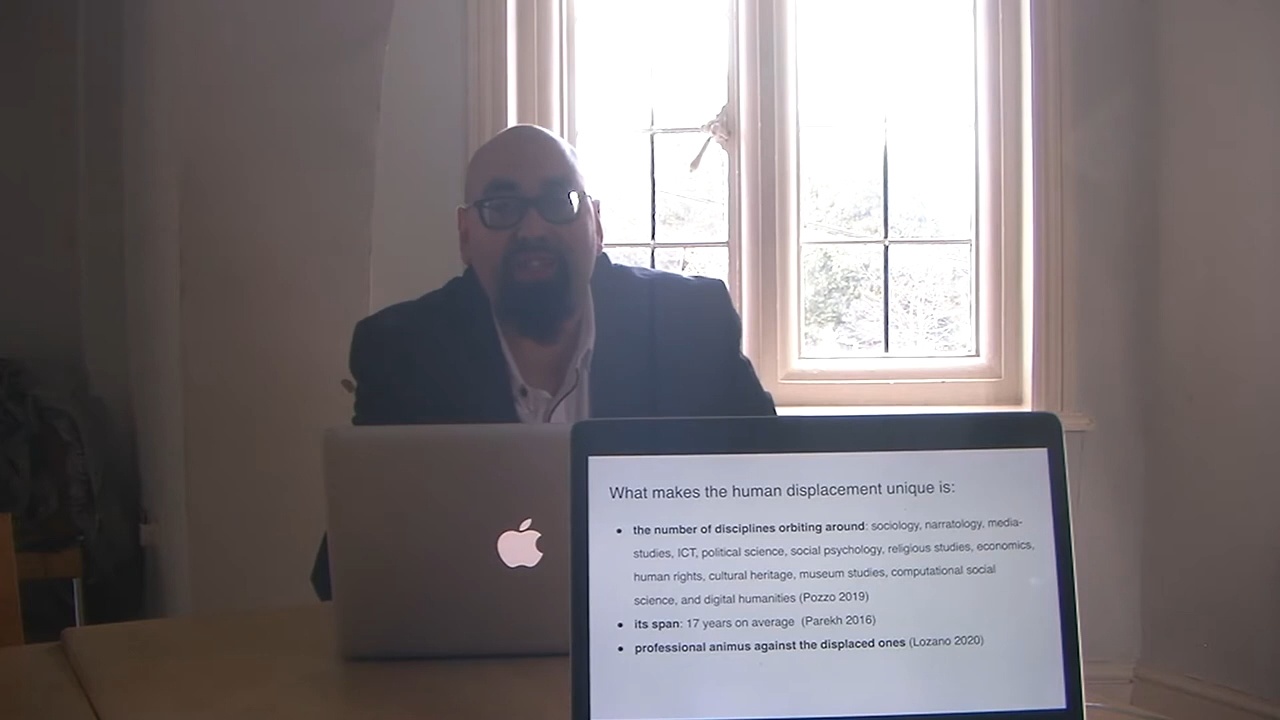 What makes the human displacement unique is:
• the number of disciplines orbiting around: sociology, narratology, media-
studies, ICT, political science, social psychology, religious studies, economics,
human rights, cultural heritage, museum studies, computational social
science, and digital humanities (Pozzo 2019)
• its span: 17 years on average (Parekh 2016)
• professional animus against the displaced ones (Lozano 2020)